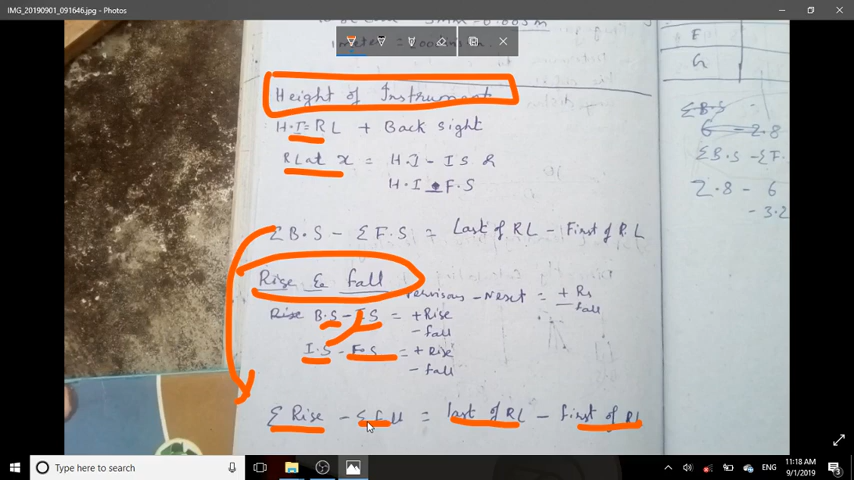 IMG_20190901_091646.jpg - Photos
Height of Instrument
H.I = RL + Back sight
RL at x = H.I - I S &
H.I - F.S
ΣB.S - ΣF.S = Last of RL - First of R.L
Rise & fall
- Next = + Rs
fall
Rise B.S - I S = + Rise
- fall
I.S - F.S = + Rise
- fall
Σ Rise - Σ fall = last of RL - first of RL
E
G
ΣB.S
6 - 2.8
ΣB.S - ΣF.
2.8 - 6
- 3.2
Type here to search
ENG
11:18 AM
9/1/2019
3